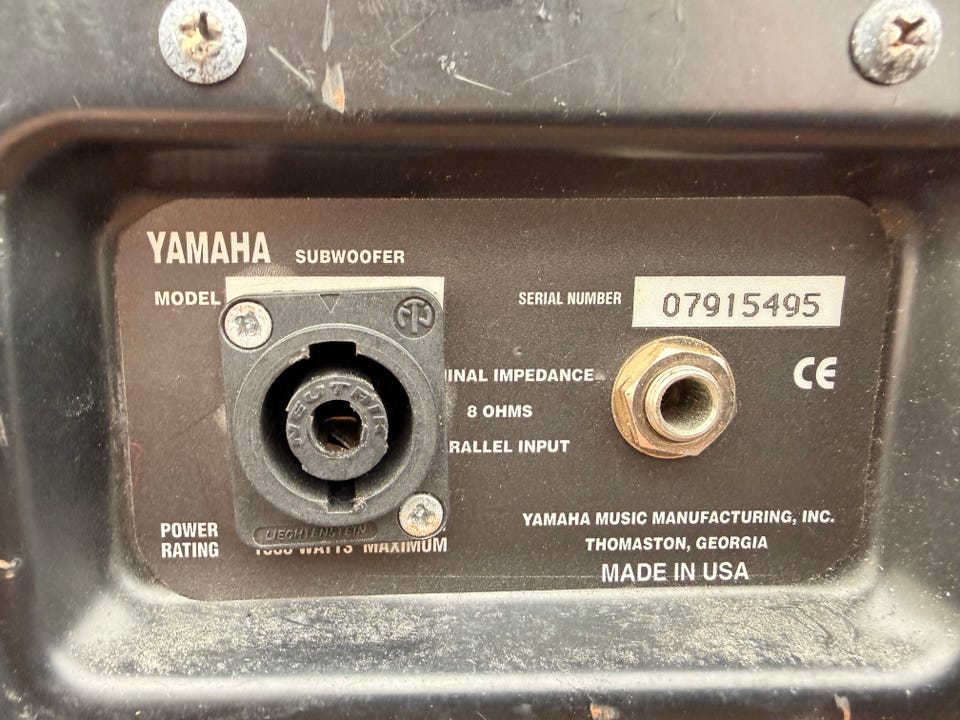 YAMAHA SUBWOOFER
MODEL
SERIAL NUMBER 07915495
INAL IMPEDANCE
8 OHMS
RALLEL INPUT
CE
NEUTRIK
LIECHTENSTEIN
POWER
RATING
WATTS MAXIMUM
YAMAHA MUSIC MANUFACTURING, INC.
THOMASTON, GEORGIA
MADE IN USA